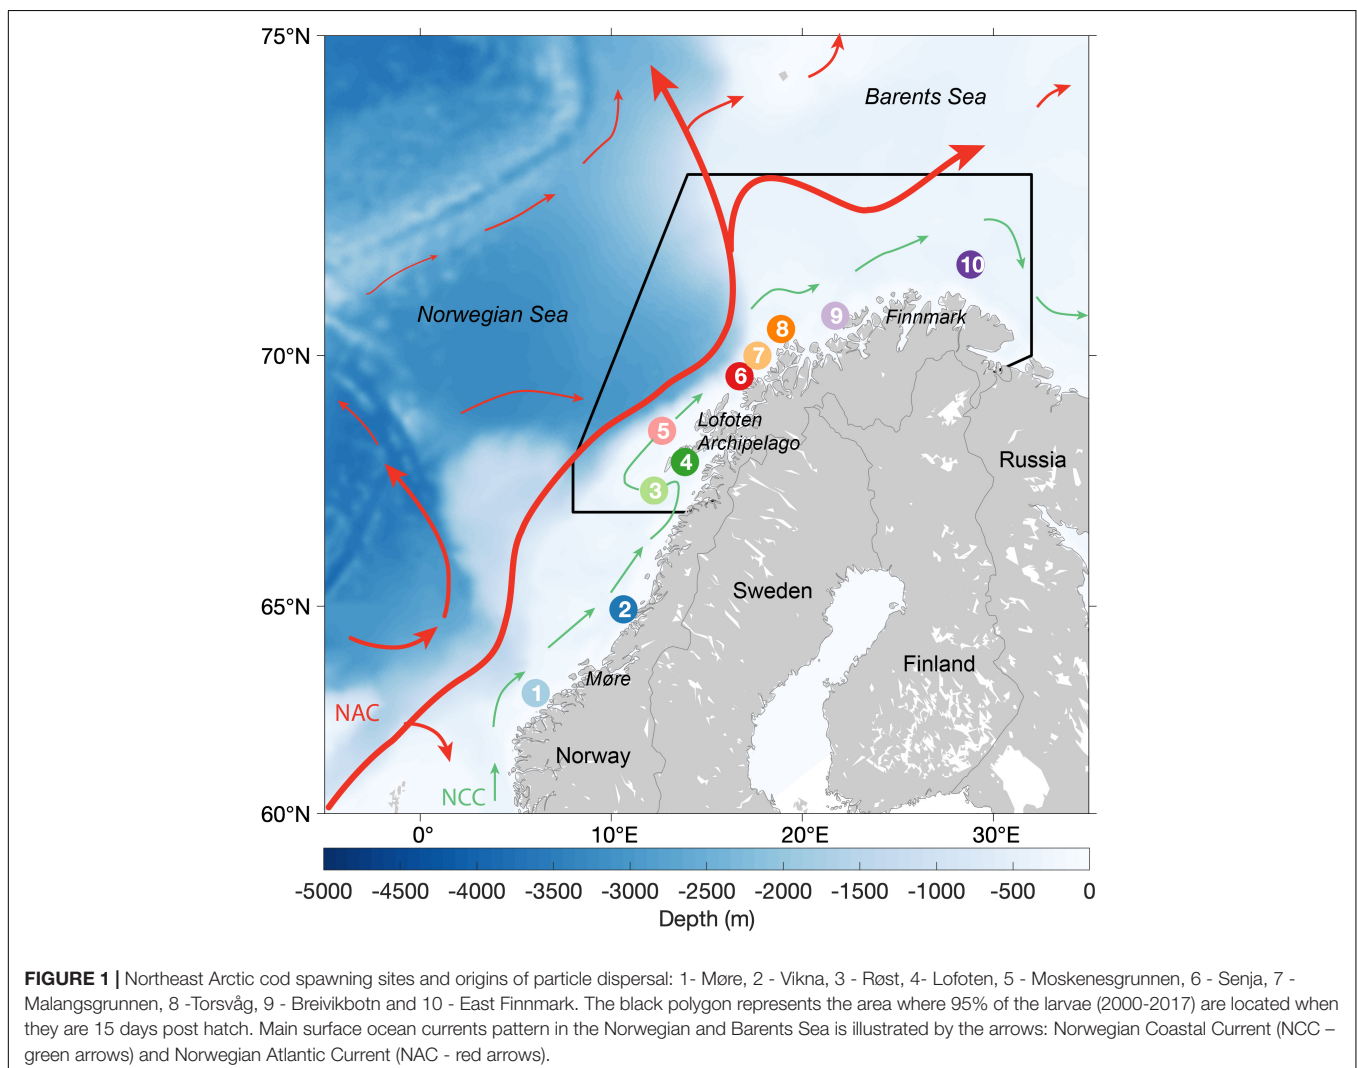 75°N
Barents Sea
10
Norwegian Sea
9
Finnmark
8
70°N
7
6
Lofoten
Archipelago
5
4
Russia
3
Sweden
65°N
2
Finland
Møre
1
NAC
Norway
NCC
60°N
0° 10°E 20°E 30°E
-5000 -4500 -4000 -3500 -3000 -2500 -2000 -1500 -1000 -500 0
Depth (m)
FIGURE 1 | Northeast Arctic cod spawning sites and origins of particle dispersal: 1- Møre, 2 - Vikna, 3 - Røst, 4- Lofoten, 5 - Moskenesgrunnen, 6 - Senja, 7 -
Malangsgrunnen, 8 -Torsvåg, 9 - Breivikbotn and 10 - East Finnmark. The black polygon represents the area where 95% of the larvae (2000-2017) are located when
they are 15 days post hatch. Main surface ocean currents pattern in the Norwegian and Barents Sea is illustrated by the arrows: Norwegian Coastal Current (NCC –
green arrows) and Norwegian Atlantic Current (NAC - red arrows).